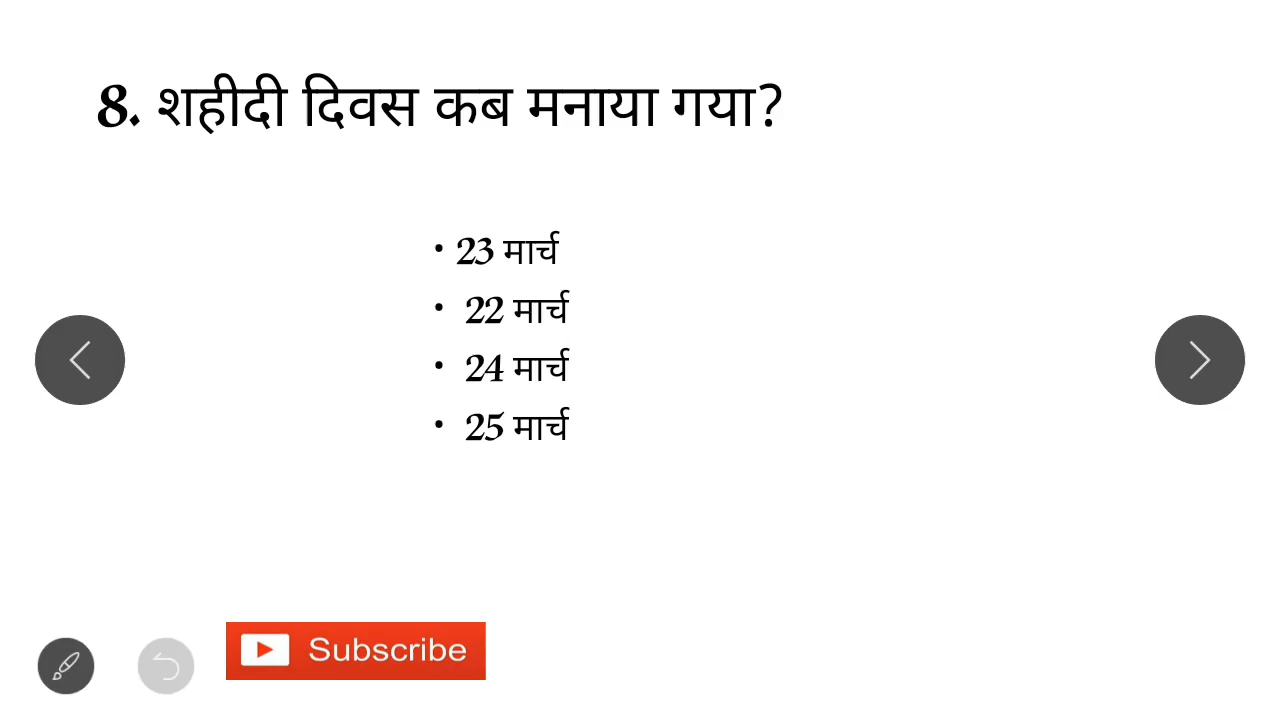 8. शहीदी दिवस कब मनाया गया?
• 23 मार्च
• 22 मार्च
• 24 मार्च
• 25 मार्च
Subscribe